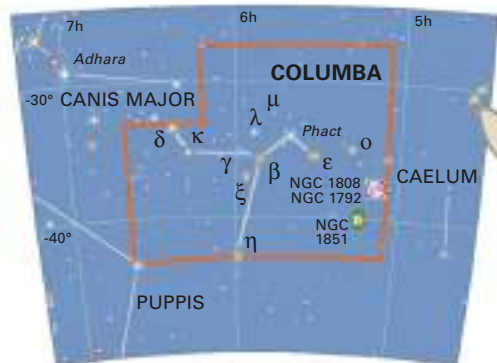 7h
6h
5h
Adhara
COLUMBA
-30° CANIS MAJOR
μ
λ
Phact
δ
κ
γ
β
ε
ο
ξ
NGC 1808
NGC 1792
CAELUM
NGC
1851
-40°
η
PUPPIS